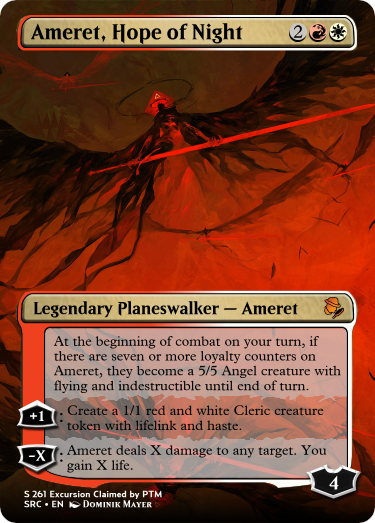 Ameret, Hope of Night 2
Legendary Planeswalker — Ameret
At the beginning of combat on your turn, if
there are seven or more loyalty counters on
Ameret, they become a 5/5 Angel creature with
flying and indestructible until end of turn.
+1 : Create a 1/1 red and white Cleric creature
token with lifelink and haste.
-X : Ameret deals X damage to any target. You
gain X life.
4
S 261 Excursion Claimed by PTM
SRC • EN Dominik Mayer